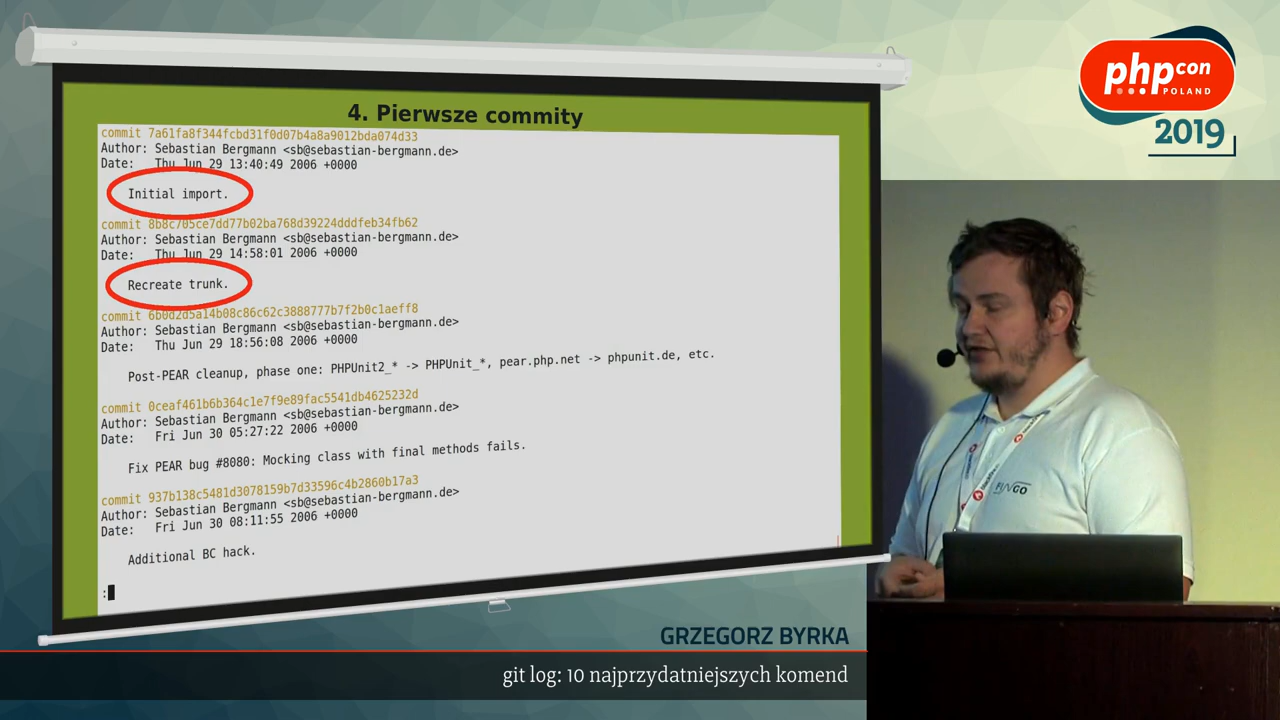 4. Pierwsze commity
commit 7a61fa8f344fcbd31f0d07b4a8a9012bda074d33
Author: Sebastian Bergmann <sb@sebastian-bergmann.de>
Date: Thu Jun 29 13:40:49 2006 +0000
Initial import.
commit 8b8c705ce7dd77b02ba768d39224dddfeb34fb62
Author: Sebastian Bergmann <sb@sebastian-bergmann.de>
Date: Thu Jun 29 14:58:01 2006 +0000
Recreate trunk.
commit 6b0d2d5a14b08c86c62c3888777b7f2b0c1aeff8
Author: Sebastian Bergmann <sb@sebastian-bergmann.de>
Date: Thu Jun 29 18:56:08 2006 +0000
Post-PEAR cleanup, phase one: PHPUnit2_* -> PHPUnit_*, pear.php.net -> phpunit.de, etc.
commit 0ceaf461b6b364c1e7f9e89fac5541db4625232d
Author: Sebastian Bergmann <sb@sebastian-bergmann.de>
Date: Fri Jun 30 05:27:22 2006 +0000
Fix PEAR bug #8080: Mocking class with final methods fails.
commit 937b138c5481d3078159b7d33596c4b2860b17a3
Author: Sebastian Bergmann <sb@sebastian-bergmann.de>
Date: Fri Jun 30 08:11:55 2006 +0000
Additional BC hack.
:
phpcon
POLAND
2019
GRZEGORZ BYRKA
git log: 10 najprzydatniejszych komend